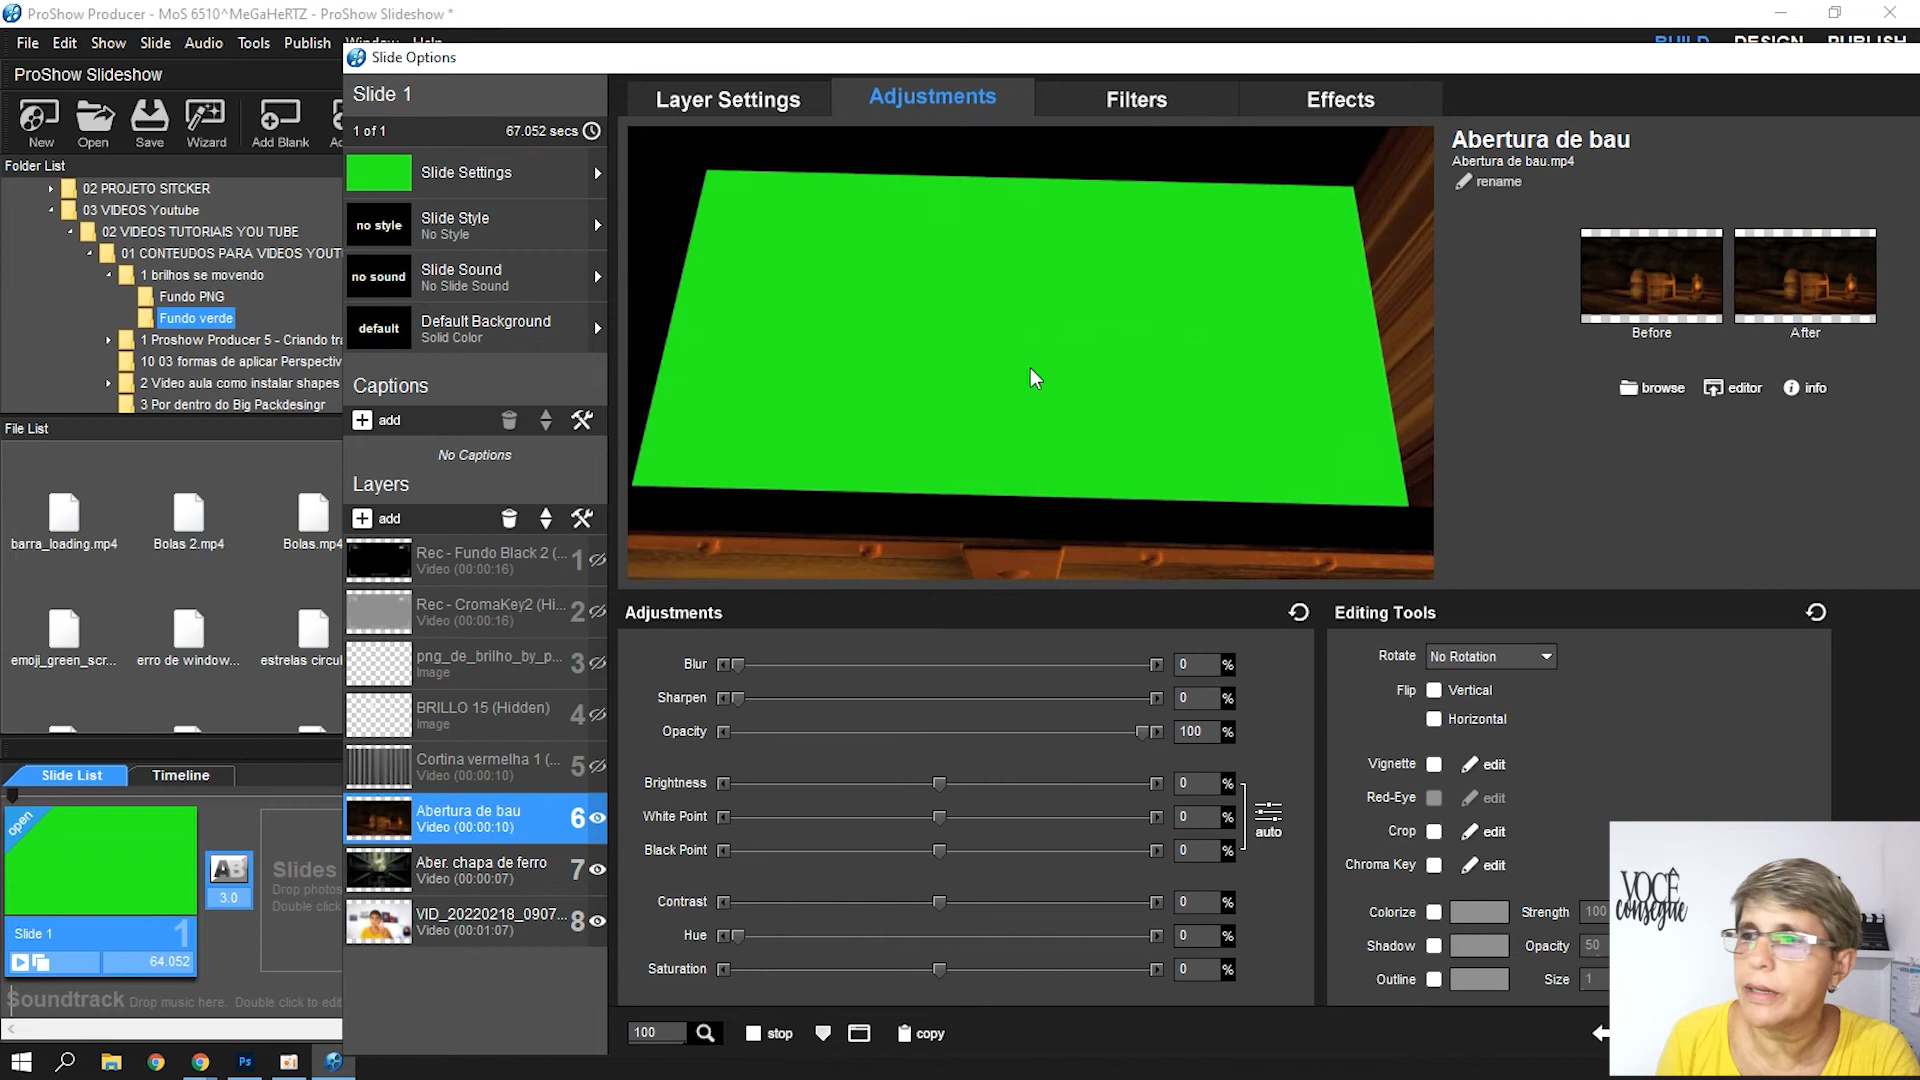 ProShow Producer - MoS 6510^MeGaHeRTZ - ProShow Slideshow *
File Edit Show Slide Audio Tools Publish Window Help
BUILD DESIGN PUBLISH
ProShow Slideshow
New Open Save Wizard Add Blank
Folder List
02 PROJETO SITCKER
03 VIDEOS Youtube
02 VIDEOS TUTORIAIS YOU TUBE
01 CONTEUDOS PARA VIDEOS YOUT
1 brilhos se movendo
Fundo PNG
Fundo verde
1 Proshow Producer 5 - Criando tra
10 03 formas de aplicar Perspectiv
2 Video aula como instalar shapes
3 Por dentro do Big Packdesingr
File List
barra_loading.mp4 Bolas 2.mp4 Bolas.mp4
emoji_green_scr... erro de window... estrelas circul
Slide List Timeline
open
AB
3.0
Slides
Drop photos
Double click
Slide 1 1
64.052
Soundtrack Drop music here. Double click to edit
Slide Options
Slide 1
1 of 1 67.052 secs
Slide Settings
no style
Slide Style
No Style
no sound
Slide Sound
No Slide Sound
default
Default Background
Solid Color
Captions
add
No Captions
Layers
add
Rec - Fundo Black 2 (... 1
Video (00:00:16)
Rec - CromaKey2 (Hi... 2
Video (00:00:16)
png_de_brilho_by_p... 3
Image
BRILLO 15 (Hidden) 4
Image
Cortina vermelha 1 (... 5
Video (00:00:10)
Abertura de bau 6
Video (00:00:10)
Aber. chapa de ferro 7
Video (00:00:07)
VID_20220218_0907... 8
Video (00:01:07)
Layer Settings Adjustments Filters Effects
Abertura de bau
Abertura de bau.mp4
rename
Before After
browse editor info
Adjustments
Blur 0 %
Sharpen 0 %
Opacity 100 %
Brightness 0 %
White Point 0 %
Black Point 0 %
auto
Contrast 0 %
Hue 0 %
Saturation 0 %
Editing Tools
Rotate No Rotation
Flip Vertical
Horizontal
Vignette edit
Red-Eye edit
Crop edit
Chroma Key edit
Colorize Strength 100
Shadow Opacity 50
Outline Size 1
100 stop copy
VOCÊ
consegue
Ps